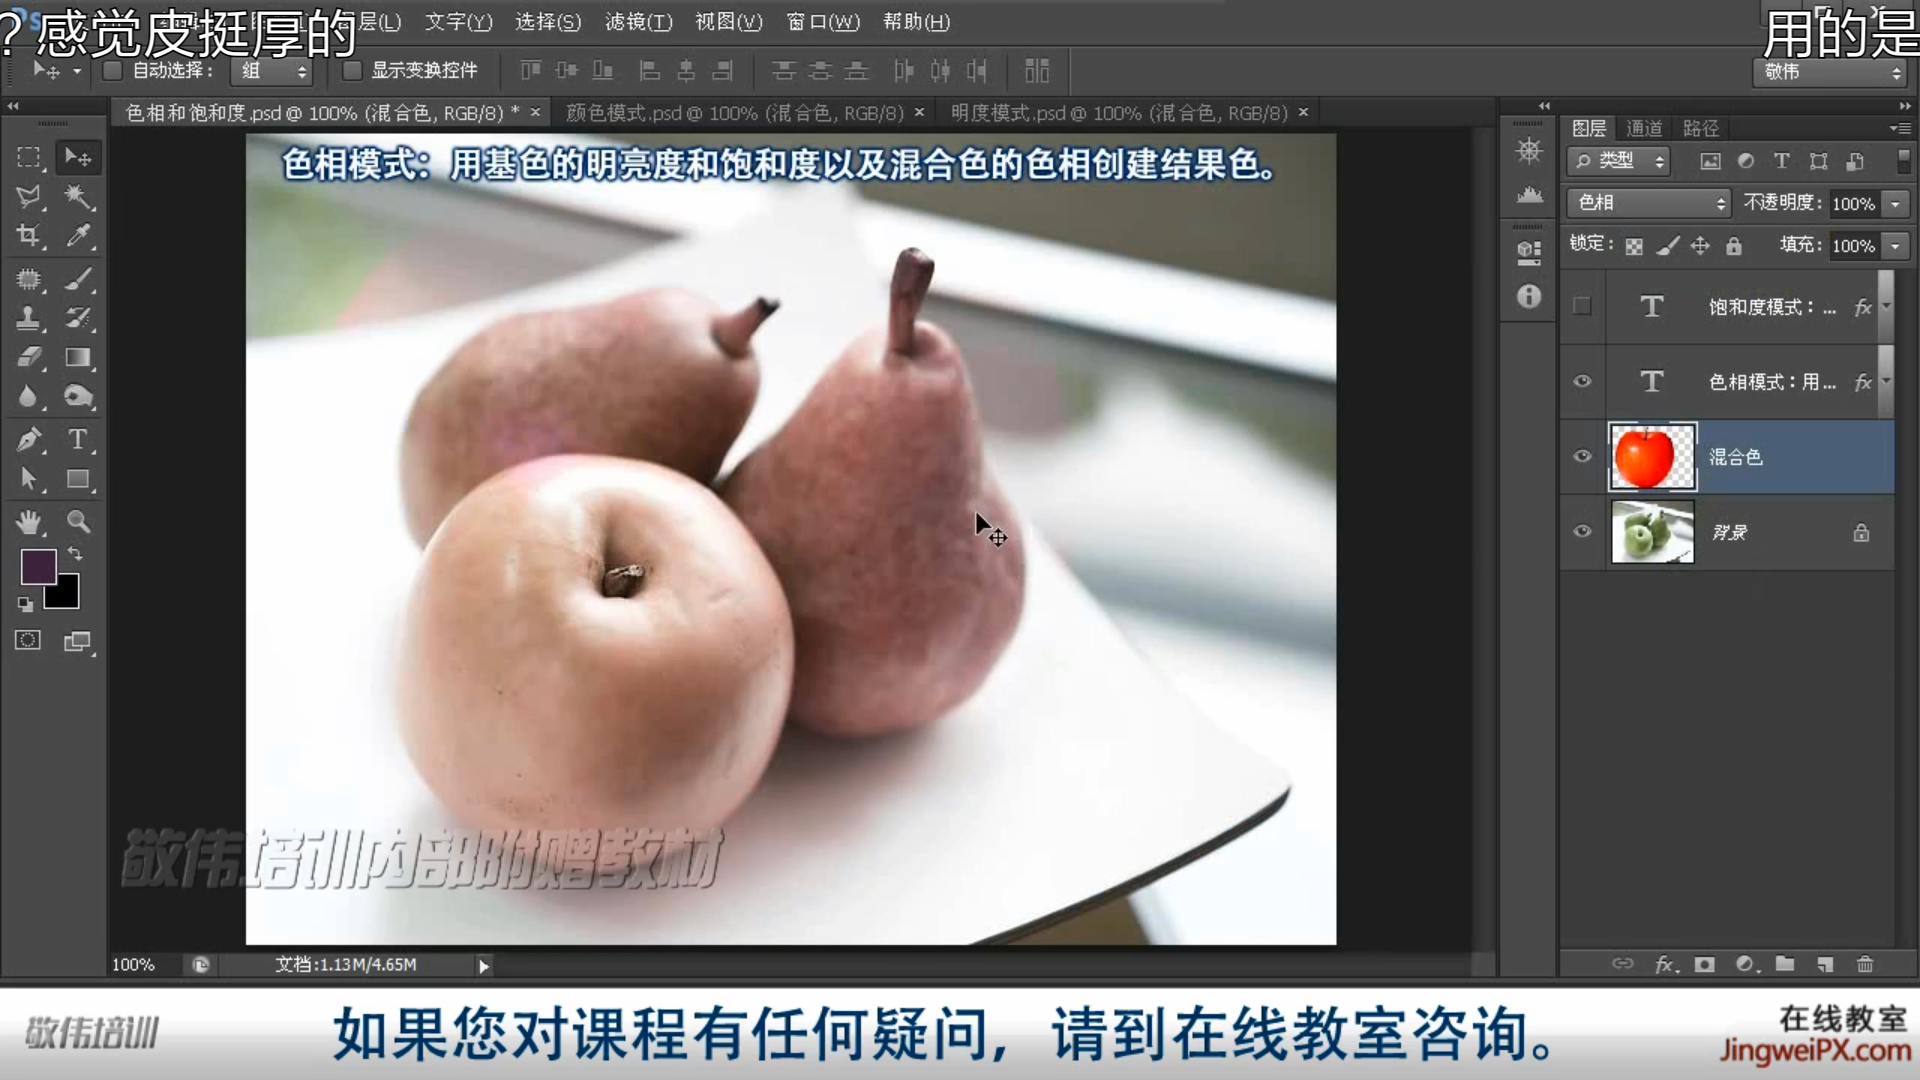 层(L) 文字(Y) 选择(S) 滤镜(T) 视图(V) 窗口(W) 帮助(H)
？感觉皮挺厚的
用的是
自动选择： 组 显示变换控件
敬伟
色相和饱和度.psd @ 100% (混合色, RGB/8) * × 颜色模式.psd @ 100% (混合色, RGB/8) × 明度模式.psd @ 100% (混合色, RGB/8) ×
图层 通道 路径
类型
色相 不透明度: 100%
锁定: 填充: 100%
色相模式：用基色的明亮度和饱和度以及混合色的色相创建结果色。
T 饱和度模式：... fx
T 色相模式：用... fx
混合色
背景
敬伟培训内部附赠教材
100% 文档:1.13M/4.65M
敬伟培训
如果您对课程有任何疑问，请到在线教室咨询。
在线教室
JingweiPX.com